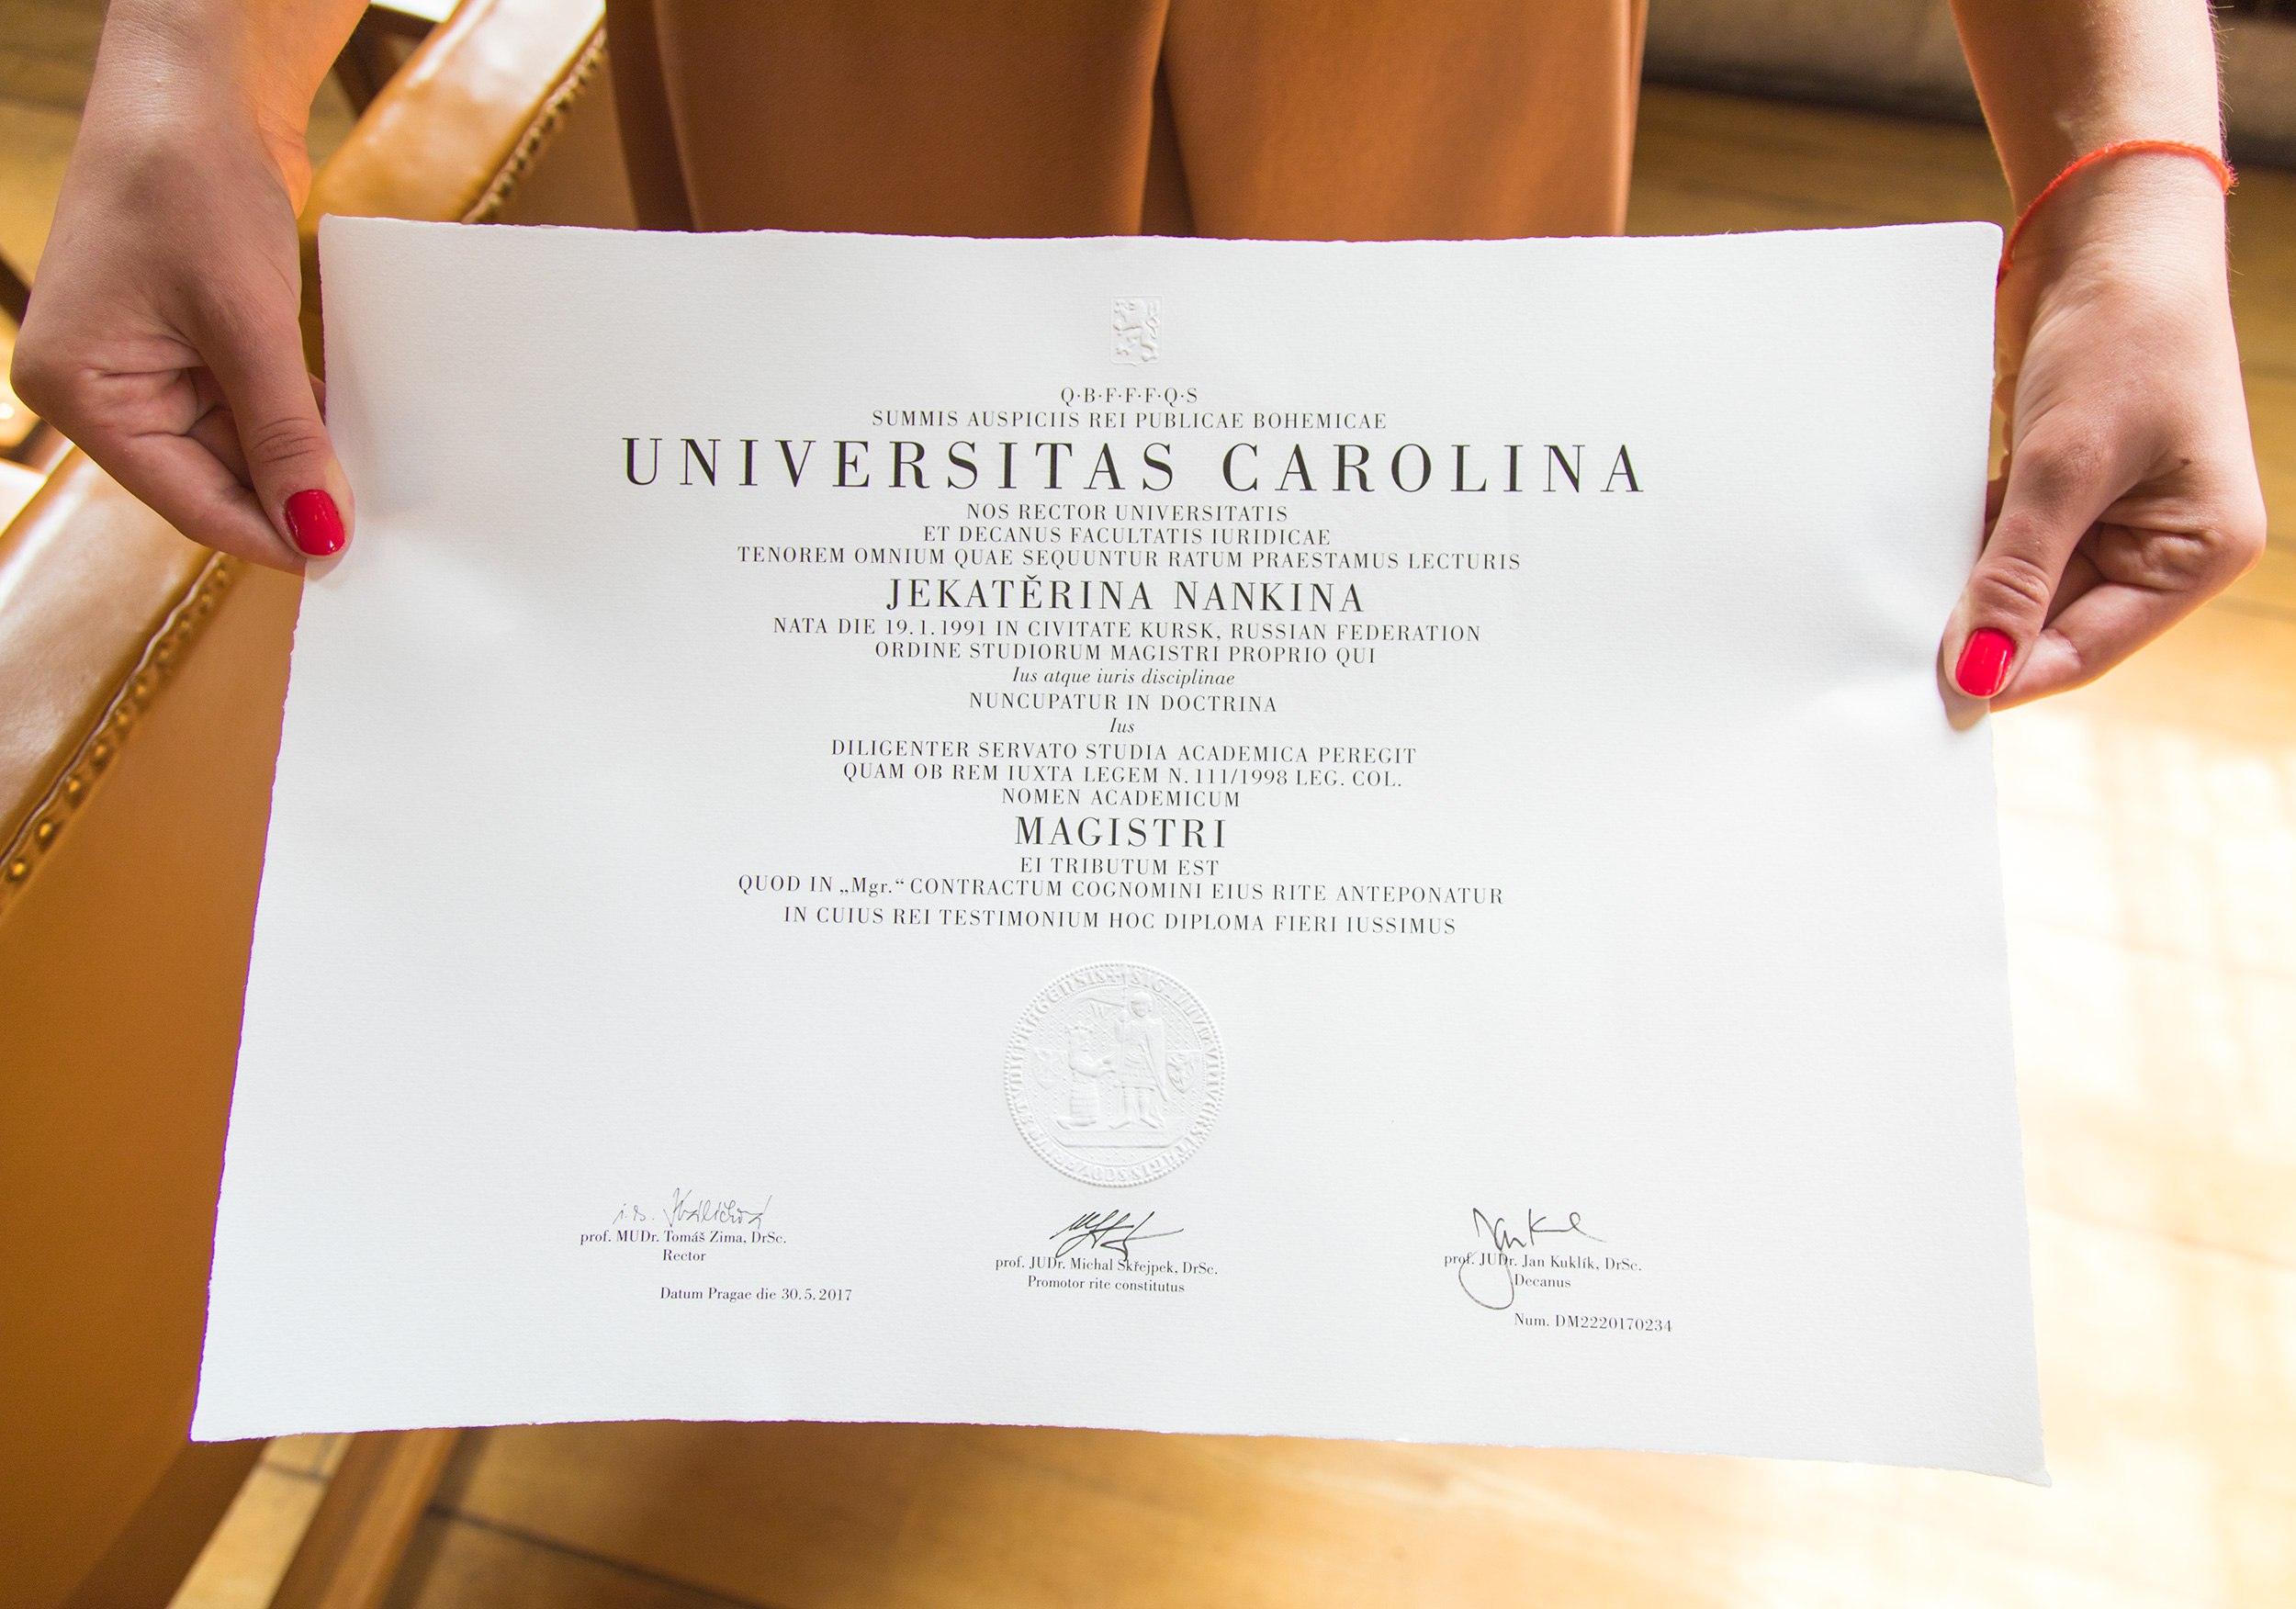 Q·B·F·F·F·Q·S
SUMMIS AUSPICIIS REI PUBLICAE BOHEMICAE
UNIVERSITAS CAROLINA
NOS RECTOR UNIVERSITATIS
ET DECANUS FACULTATIS IURIDICAE
TENOREM OMNIUM QUAE SEQUUNTUR RATUM PRAESTAMUS LECTURIS
JEKATĚRINA NANKINA
NATA DIE 19.1.1991 IN CIVITATE KURSK, RUSSIAN FEDERATION
ORDINE STUDIORUM MAGISTRI PROPRIO QUI
Ius atque iuris disciplinae
NUNCUPATUR IN DOCTRINA
Ius
DILIGENTER SERVATO STUDIA ACADEMICA PEREGIT
QUAM OB REM IUXTA LEGEM N. 111/1998 LEG. COL.
NOMEN ACADEMICUM
MAGISTRI
EI TRIBUTUM EST
QUOD IN „Mgr.“ CONTRACTUM COGNOMINI EIUS RITE ANTEPONATUR
IN CUIUS REI TESTIMONIUM HOC DIPLOMA FIERI IUSSIMUS
prof. MUDr. Tomáš Zima, DrSc.
Rector
Datum Pragae die 30.5.2017
prof. JUDr. Michal Skřejpek, DrSc.
Promotor rite constitutus
prof. JUDr. Jan Kuklík, DrSc.
Decanus
Num. DM2220170234